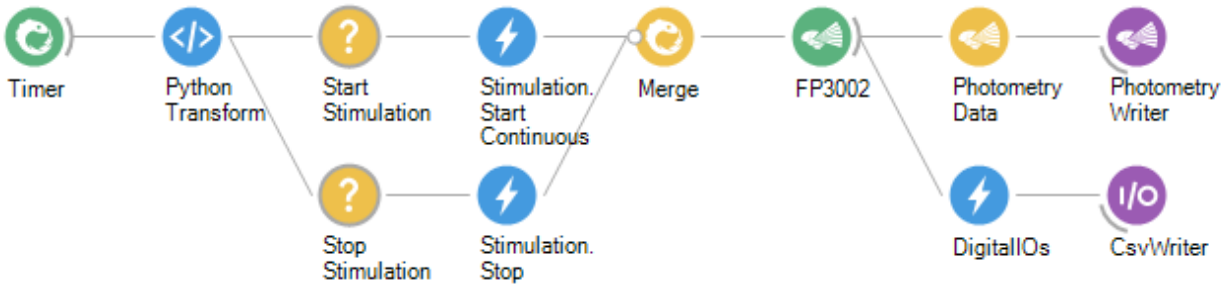 Timer
Python
Transform
Start
Stimulation
Stimulation.
Start
Continuous
Merge
FP3002
Photometry
Data
Photometry
Writer
Stop
Stimulation
Stimulation.
Stop
DigitalIOs
I/O
CsvWriter